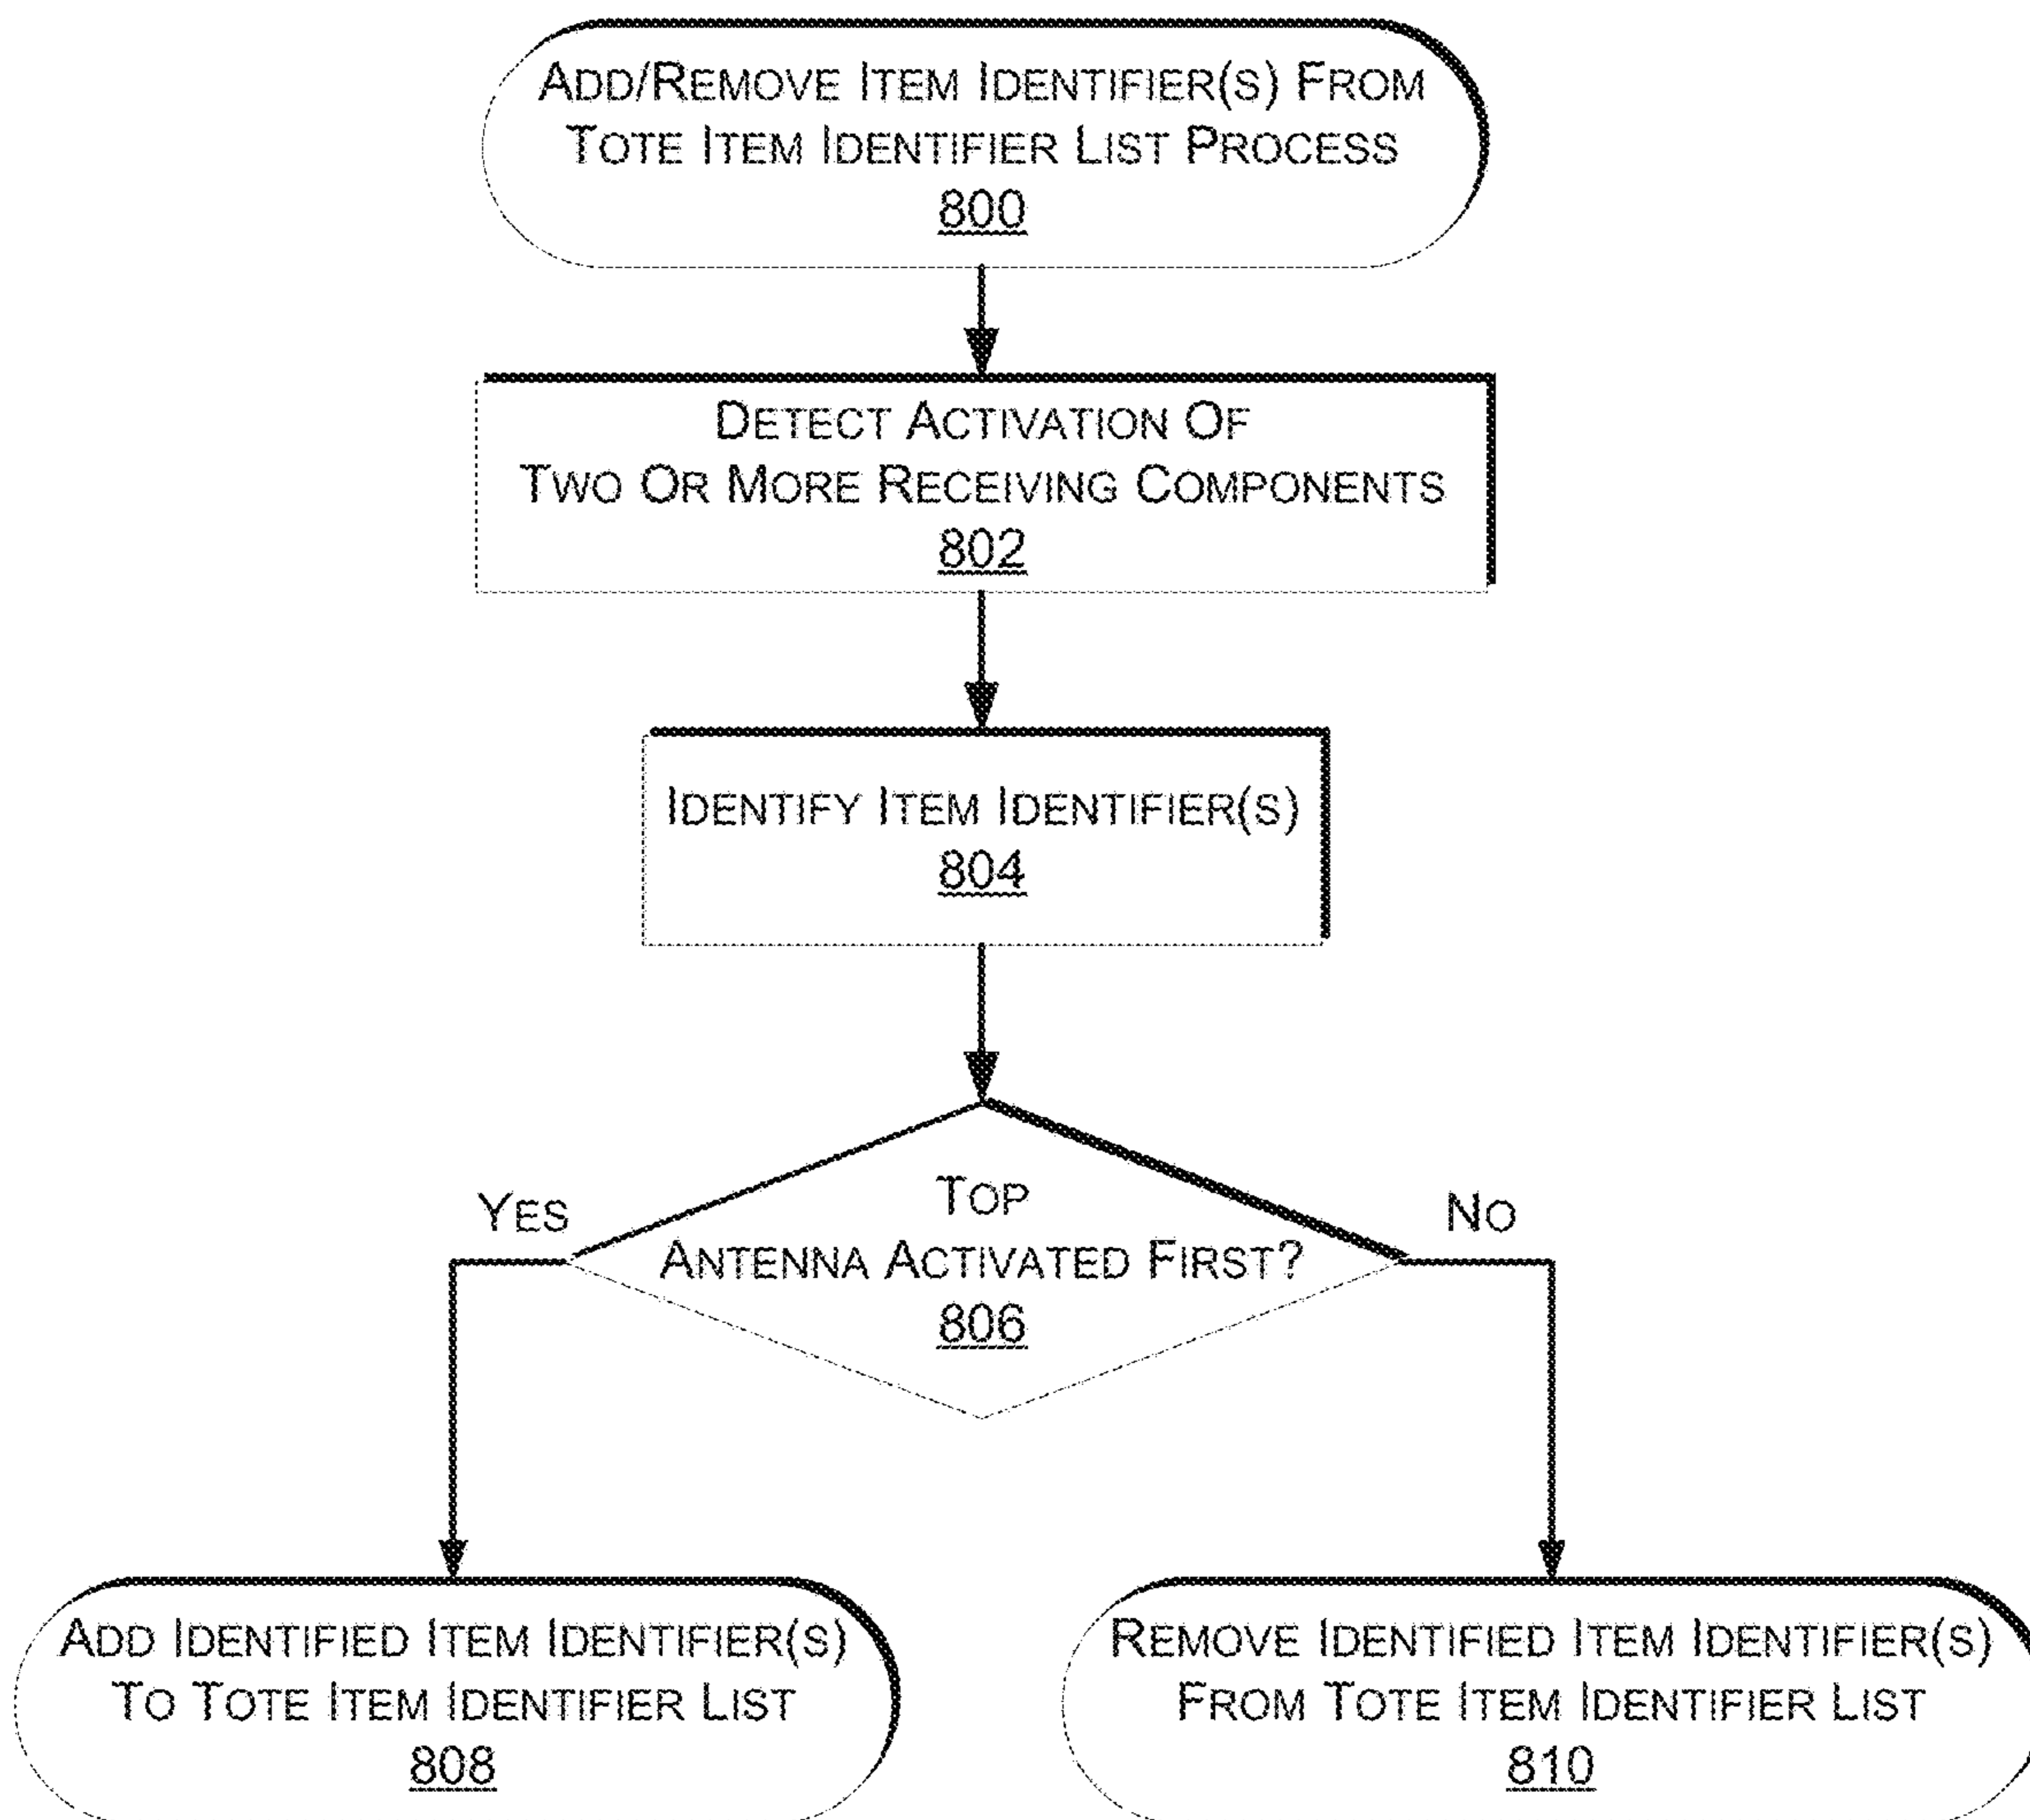 ADD/REMOVE ITEM IDENTIFIER(S) FROM
TOTE ITEM IDENTIFIER LIST PROCESS
800
DETECT ACTIVATION OF
TWO OR MORE RECEIVING COMPONENTS
802
IDENTIFY ITEM IDENTIFIER(S)
804
TOP
ANTENNA ACTIVATED FIRST?
806
YES
NO
ADD IDENTIFIED ITEM IDENTIFIER(S)
TO TOTE ITEM IDENTIFIER LIST
808
REMOVE IDENTIFIED ITEM IDENTIFIER(S)
FROM TOTE ITEM IDENTIFIER LIST
810